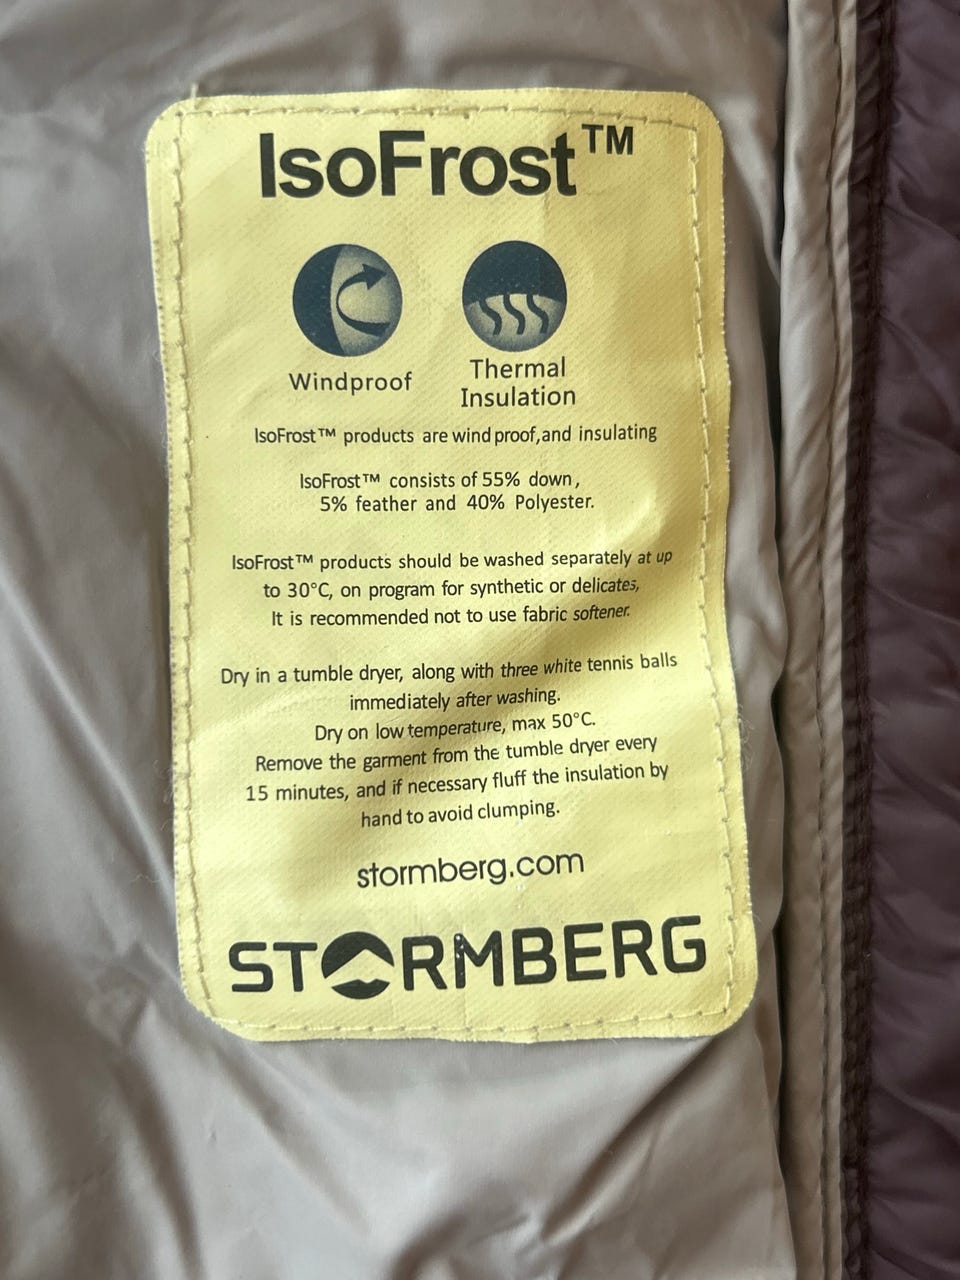 IsoFrost™
Windproof
Thermal
Insulation
IsoFrost™ products are wind proof,and insulating
IsoFrost™ consists of 55% down,
5% feather and 40% Polyester.
IsoFrost™ products should be washed separately at up
to 30°C, on program for synthetic or delicates,
It is recommended not to use fabric softener.
Dry in a tumble dryer, along with three white tennis balls
immediately after washing.
Dry on low temperature, max 50°C.
Remove the garment from the tumble dryer every
15 minutes, and if necessary fluff the insulation by
hand to avoid clumping.
stormberg.com
STORMBERG